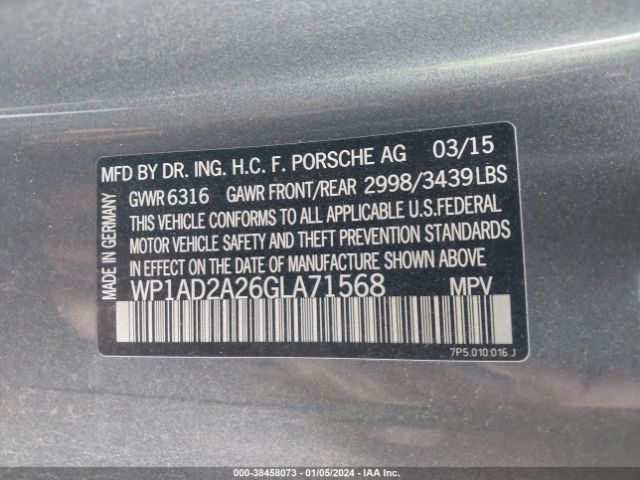 MFD BY DR. ING. H.C. F. PORSCHE AG 03/15
GVWR 6316 GAWR FRONT/REAR 2998/3439LBS
THIS VEHICLE CONFORMS TO ALL APPLICABLE U.S.FEDERAL
MOTOR VEHICLE SAFETY AND THEFT PREVENTION STANDARDS
IN EFFECT ON THE DATE OF MANUFACTURE SHOWN ABOVE
WP1AD2A26GLA71568 MPV
MADE IN GERMANY
7P5.010.016.J
000-38458073 - 01/05/2024 - IAA Inc.